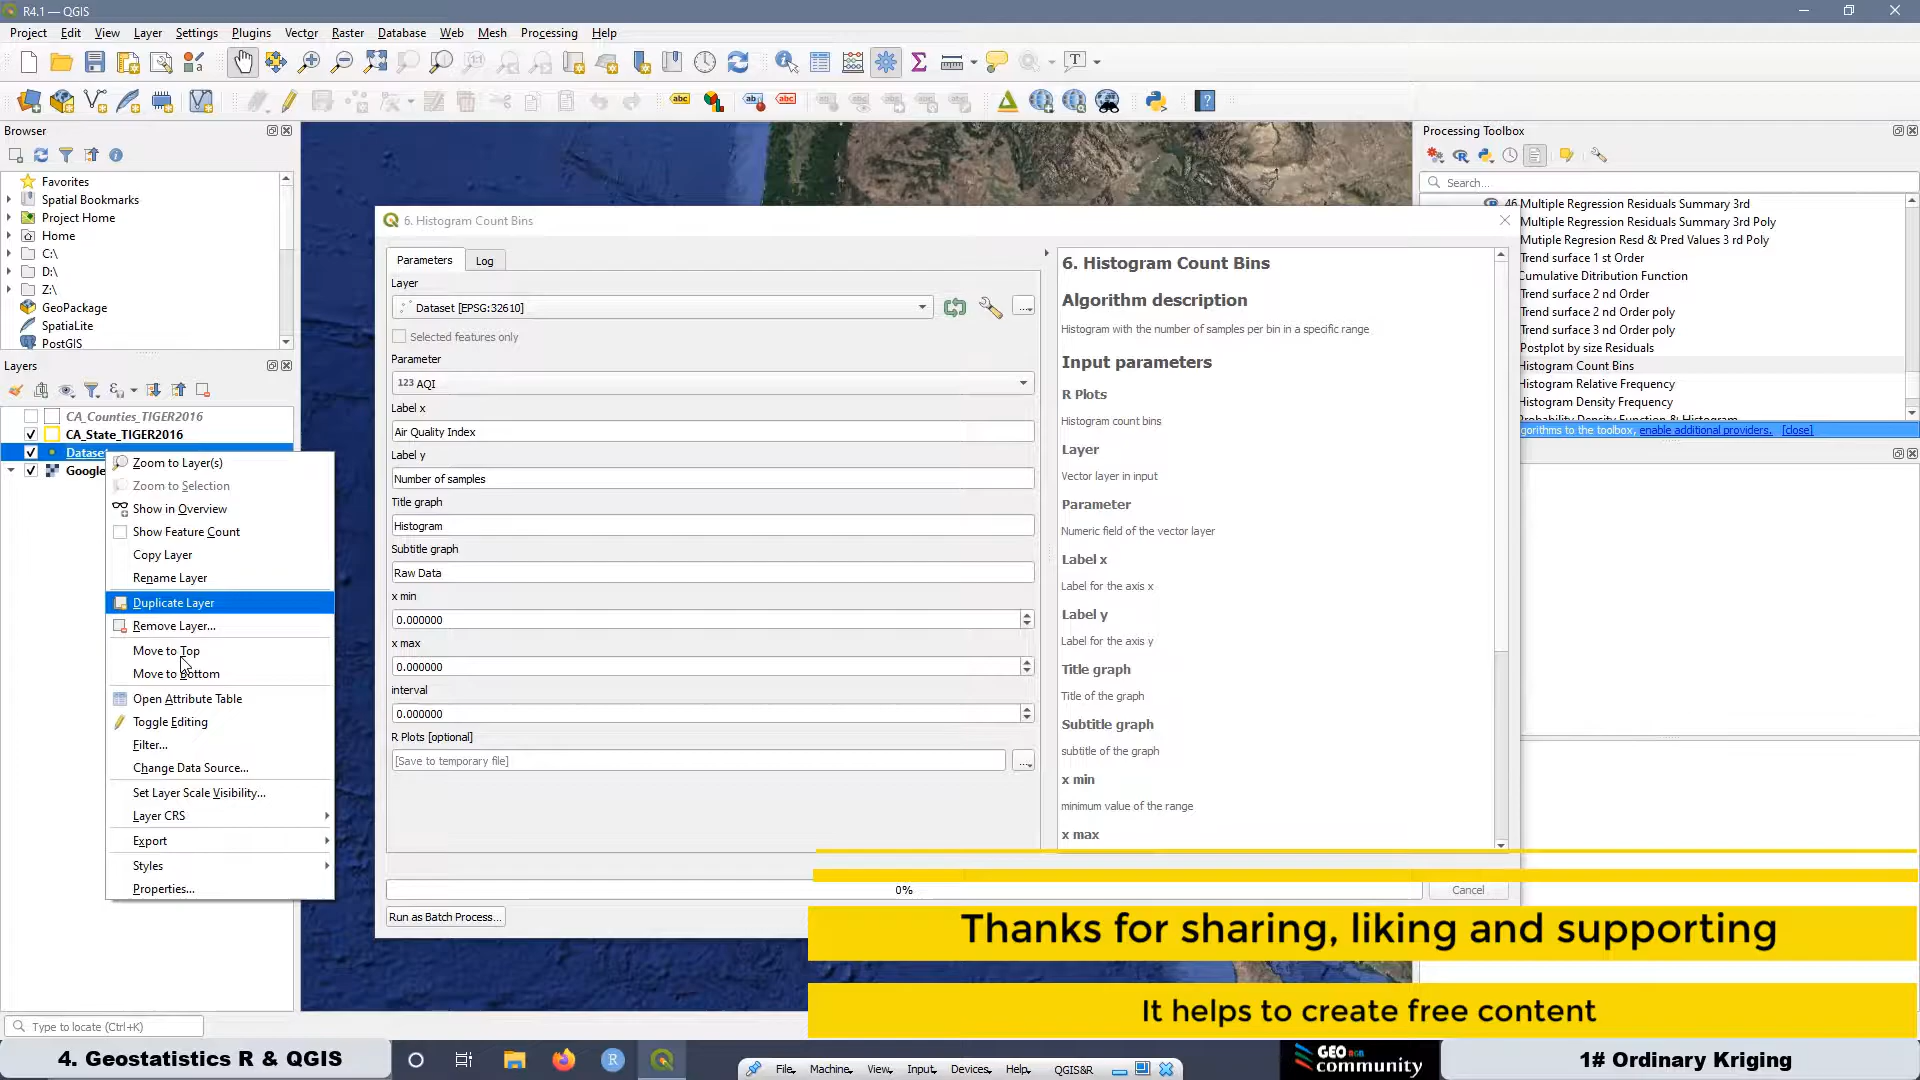 R4.1 — QGIS
Project Edit View Layer Settings Plugins Vector Raster Database Web Mesh Processing Help
Browser
Favorites
Spatial Bookmarks
Project Home
Home
C:\
D:\
Z:\
GeoPackage
SpatiaLite
PostGIS
Layers
CA_Counties_TIGER2016
CA_State_TIGER2016
Dataset
Google
Zoom to Layer(s)
Zoom to Selection
Show in Overview
Show Feature Count
Copy Layer
Rename Layer
Duplicate Layer
Remove Layer...
Move to Top
Move to Bottom
Open Attribute Table
Toggle Editing
Filter...
Change Data Source...
Set Layer Scale Visibility...
Layer CRS
Export
Styles
Properties...
Type to locate (Ctrl+K)
6. Histogram Count Bins
Parameters Log
Layer
Dataset [EPSG:32610]
Selected features only
Parameter
123 AQI
Label x
Air Quality Index
Label y
Number of samples
Title graph
Histogram
Subtitle graph
Raw Data
x min
0.000000
x max
0.000000
interval
0.000000
R Plots [optional]
[Save to temporary file]
0%
Cancel
Run as Batch Process...
6. Histogram Count Bins
Algorithm description
Histogram with the number of samples per bin in a specific range
Input parameters
R Plots
Histogram count bins
Layer
Vector layer in input
Parameter
Numeric field of the vector layer
Label x
Label for the axis x
Label y
Label for the axis y
Title graph
Title of the graph
Subtitle graph
subtitle of the graph
x min
minimum value of the range
x max
Processing Toolbox
Search...
46 Multiple Regression Residuals Summary 3rd
Multiple Regression Residuals Summary 3rd Poly
Mutiple Regresion Resd & Pred Values 3 rd Poly
Trend surface 1 st Order
Cumulative Ditribution Function
Trend surface 2 nd Order
Trend surface 2 nd Order poly
Trend surface 3 nd Order poly
Postplot by size Residuals
Histogram Count Bins
Histogram Relative Frequency
Histogram Density Frequency
Probability Density Function & Histogram
gorithms to the toolbox, enable additional providers. [close]
Thanks for sharing, liking and supporting
It helps to create free content
4. Geostatistics R & QGIS
File Machine View Input Devices Help QGIS&R
GEO RGB community
1# Ordinary Kriging